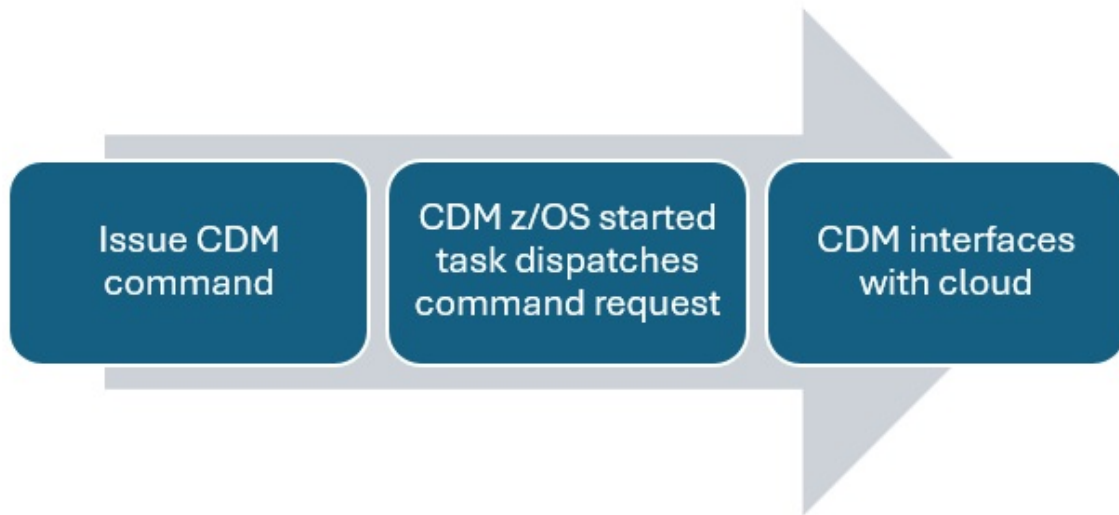 Issue CDM
command
CDM z/OS started
task dispatches
command request
CDM interfaces
with cloud